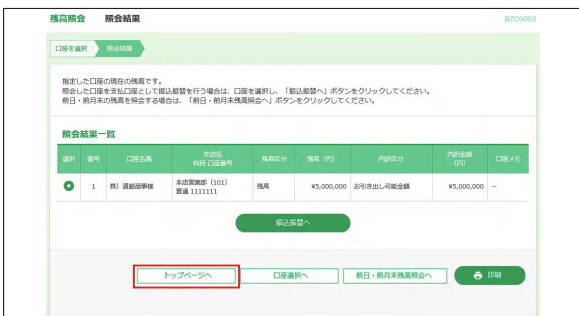 残高照会 照会結果 BZOS003
口座を選択 照会結果
指定した口座の現在の残高です。
照会した口座を支払口座として振込振替を行う場合は、口座を選択し、「振込振替へ」ボタンをクリックしてください。
前日・前月末の残高を照会する場合は、「前日・前月末残高照会へ」ボタンをクリックしてください。
照会結果一覧
選択 番号 口座名義 支店名 残高区分 残高（円） 内訳区分 内訳金額 口座メモ
科目 口座番号 （円）
1 株）道銀商事様 本店営業部（101） 残高 ¥5,000,000 お引き出し可能金額 ¥5,000,000 −
普通 1111111
振込振替へ
トップページへ 口座選択へ 前日・前月末残高照会へ 印刷